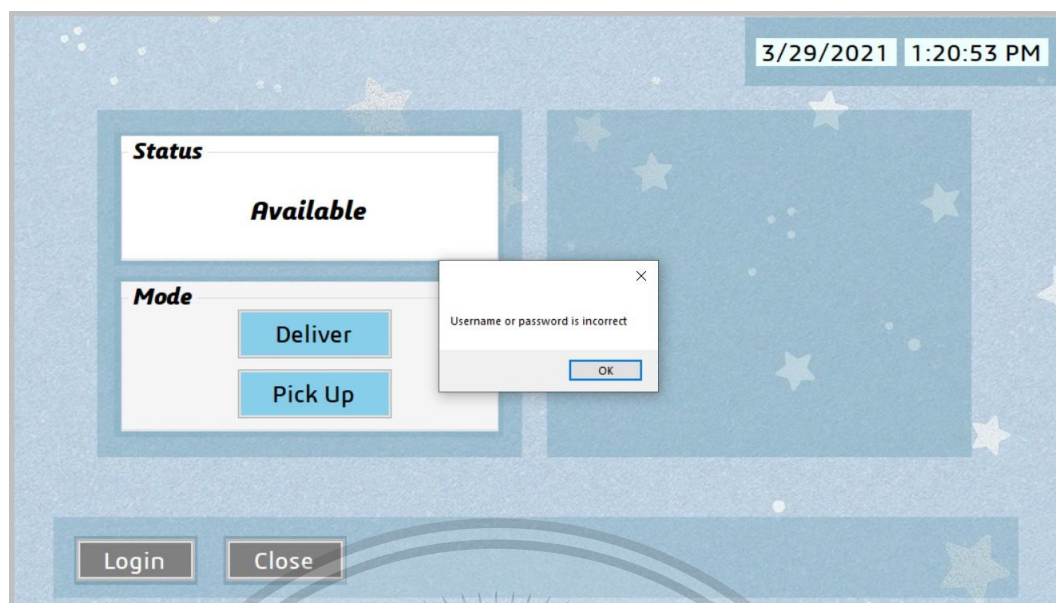 3/29/2021 1:20:53 PM
Status
Available
Mode
Deliver
Pick Up
Username or password is incorrect
OK
Login Close